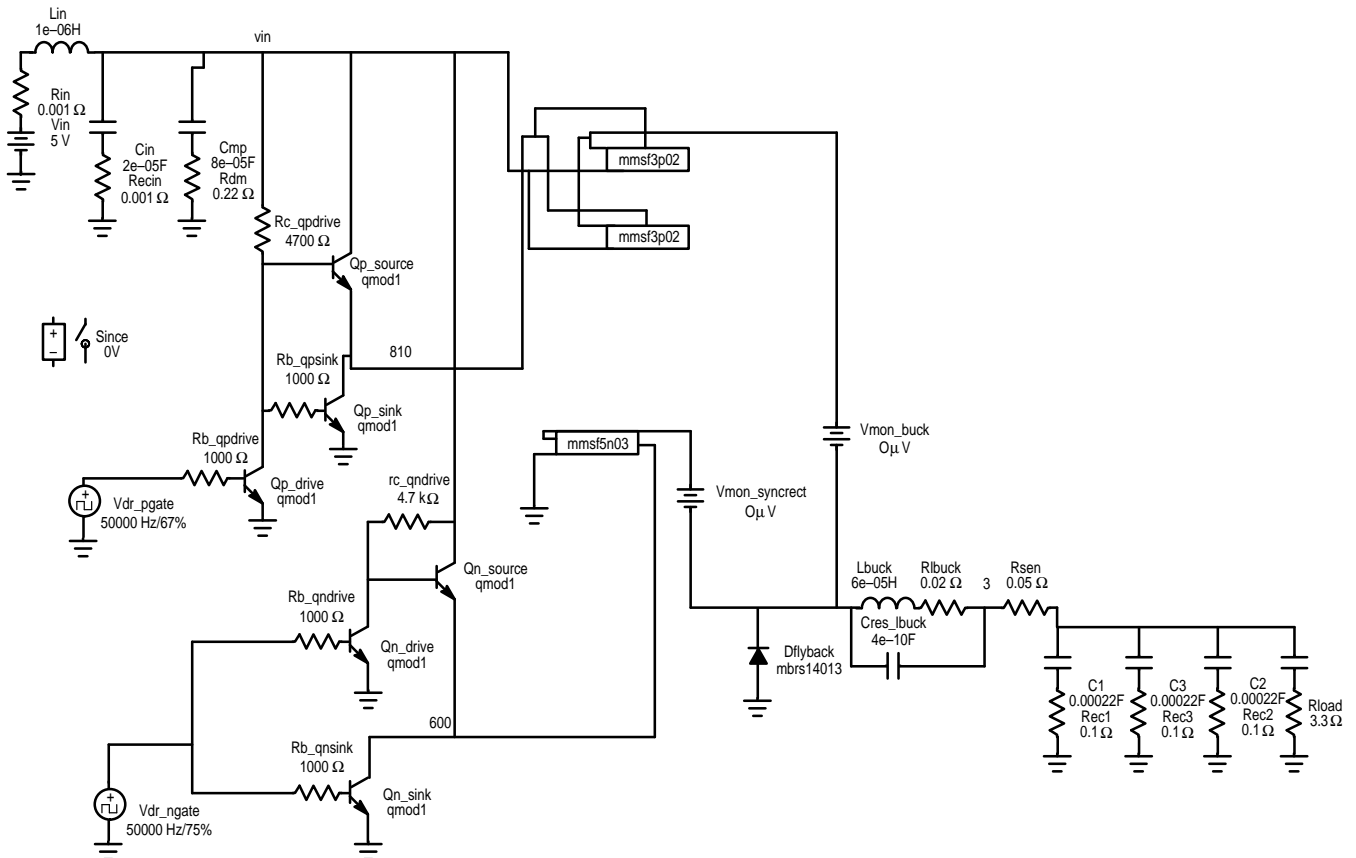 Lin
1e–06H
vin
Rin
0.001 Ω
Vin
5 V
Cin
2e–05F
Recin
0.001 Ω
Cmp
8e–05F
Rdm
0.22 Ω
mmsf3p02
mmsf3p02
Rc_qpdrive
4700 Ω
Qp_source
qmod1
+
–
Since
0V
810
Rb_qpsink
1000 Ω
Qp_sink
qmod1
Rb_qpdrive
1000 Ω
Qp_drive
qmod1
+
Vdr_pgate
50000 Hz/67%
mmsf5n03
Vmon_buck
Oμ V
Vmon_syncrect
Oμ V
rc_qndrive
4.7 kΩ
Qn_source
qmod1
Rb_qndrive
1000 Ω
Qn_drive
qmod1
Lbuck
6e–05H
Rlbuck
0.02 Ω
3
Rsen
0.05 Ω
Cres_lbuck
4e–10F
Dflyback
mbrs14013
C1
0.00022F
Rec1
0.1 Ω
C3
0.00022F
Rec3
0.1 Ω
C2
0.00022F
Rec2
0.1 Ω
Rload
3.3 Ω
600
Rb_qnsink
1000 Ω
Qn_sink
qmod1
+
Vdr_ngate
50000 Hz/75%